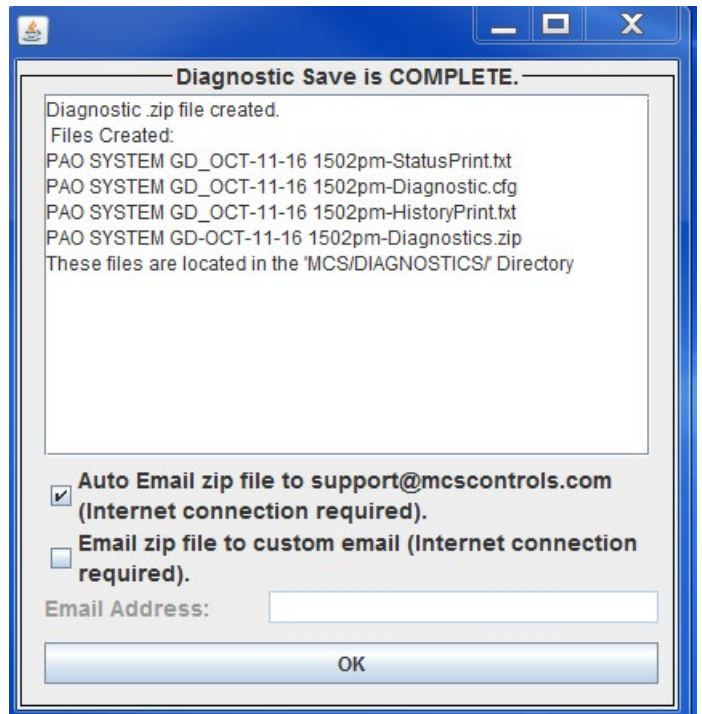 Diagnostic Save is COMPLETE.
Diagnostic .zip file created.
Files Created:
PAO SYSTEM GD_OCT-11-16 1502pm-StatusPrint.txt
PAO SYSTEM GD_OCT-11-16 1502pm-Diagnostic.cfg
PAO SYSTEM GD_OCT-11-16 1502pm-HistoryPrint.txt
PAO SYSTEM GD-OCT-11-16 1502pm-Diagnostics.zip
These files are located in the 'MCS/DIAGNOSTICS/' Directory
Auto Email zip file to support@mcscontrols.com
(Internet connection required).
Email zip file to custom email (Internet connection
required).
Email Address:
OK